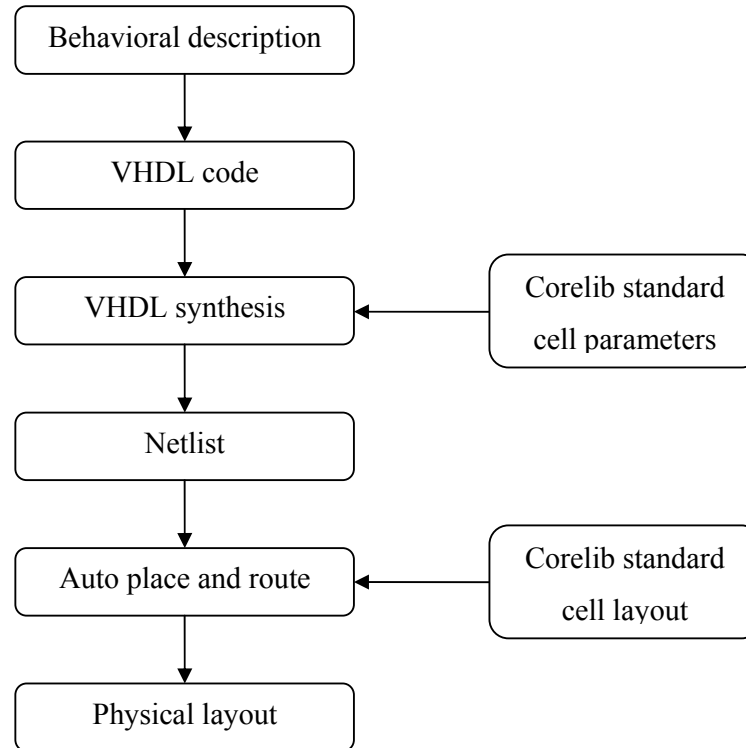 Behavioral description
VHDL code
VHDL synthesis
Corelib standard
cell parameters
Netlist
Auto place and route
Corelib standard
cell layout
Physical layout